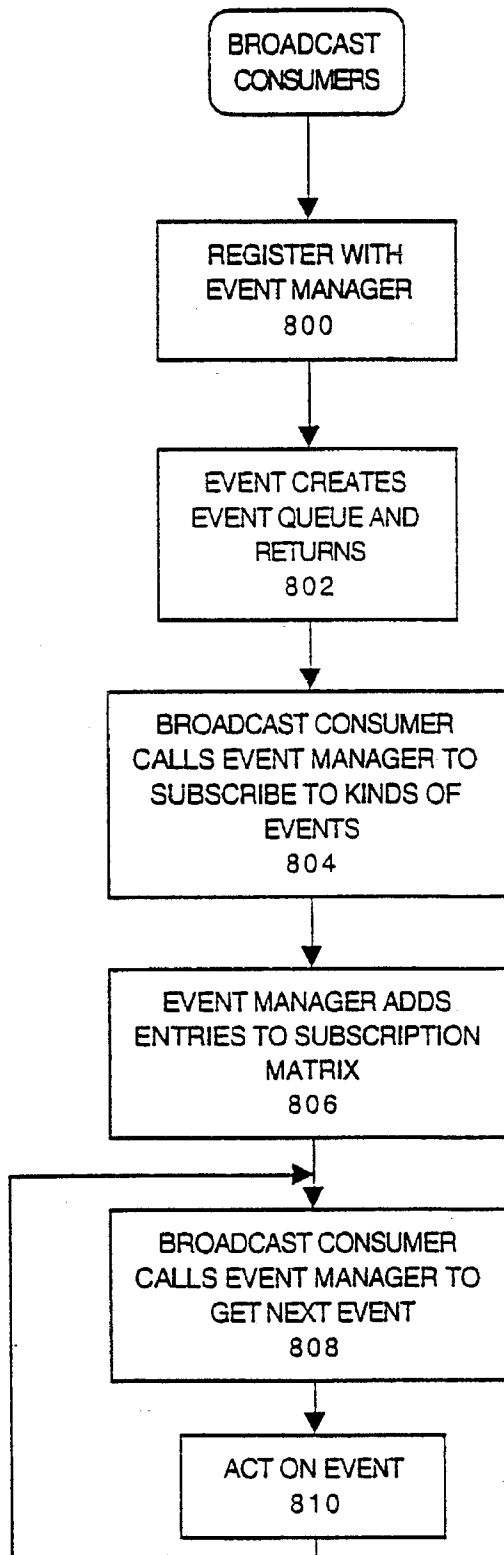 BROADCAST
CONSUMERS
REGISTER WITH
EVENT MANAGER
800
EVENT CREATES
EVENT QUEUE AND
RETURNS
802
BROADCAST CONSUMER
CALLS EVENT MANAGER TO
SUBSCRIBE TO KINDS OF
EVENTS
804
EVENT MANAGER ADDS
ENTRIES TO SUBSCRIPTION
MATRIX
806
BROADCAST CONSUMER
CALLS EVENT MANAGER TO
GET NEXT EVENT
808
ACT ON EVENT
810